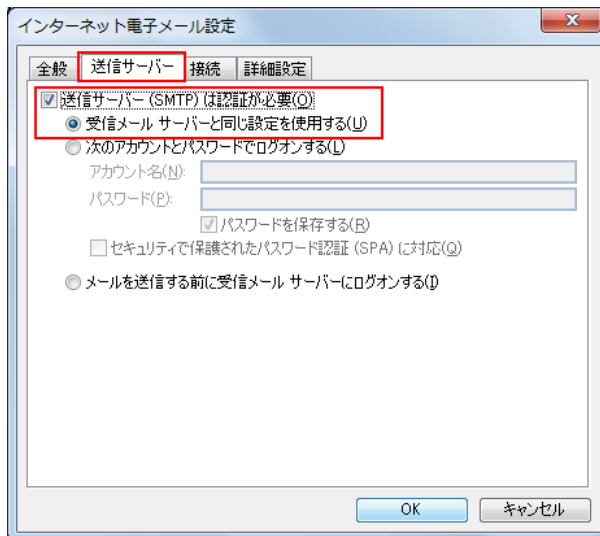 インターネット電子メール設定
全般 送信サーバー 接続 詳細設定
送信サーバー (SMTP) は認証が必要(O)
受信メール サーバーと同じ設定を使用する(U)
次のアカウントとパスワードでログオンする(L)
アカウント名(N):
パスワード(P):
パスワードを保存する(R)
セキュリティで保護されたパスワード認証 (SPA) に対応(Q)
メールを送信する前に受信メール サーバーにログオンする(I)
OK キャンセル